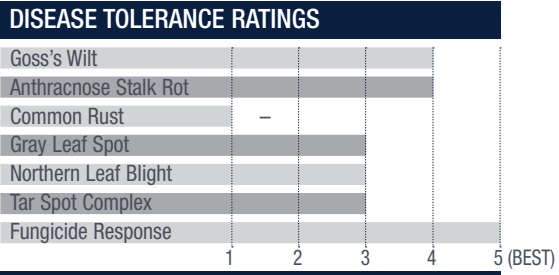 DISEASE TOLERANCE RATINGS
Goss's Wilt
Anthracnose Stalk Rot
Common Rust –
Gray Leaf Spot
Northern Leaf Blight
Tar Spot Complex
Fungicide Response
1 2 3 4 5 (BEST)